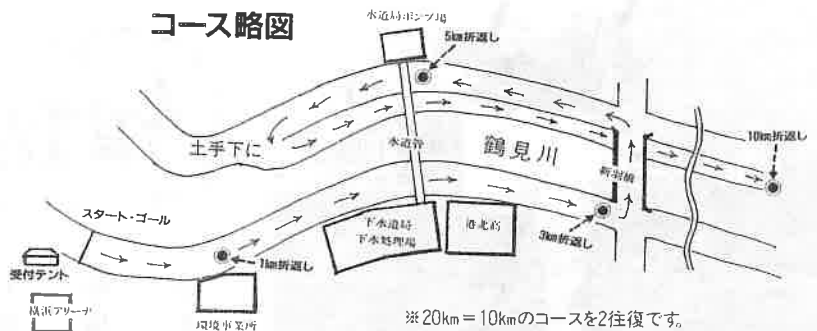 コース略図
水道局ポンプ場
5km折返し
10km折返し
土手下に
水道管
鶴見川
新羽橋
スタート・ゴール
下水道局
下水処理場
港北高
3km折返し
1km折返し
受付テント
横浜アリーナ
環境事業所
※20km=10kmのコースを2往復です。